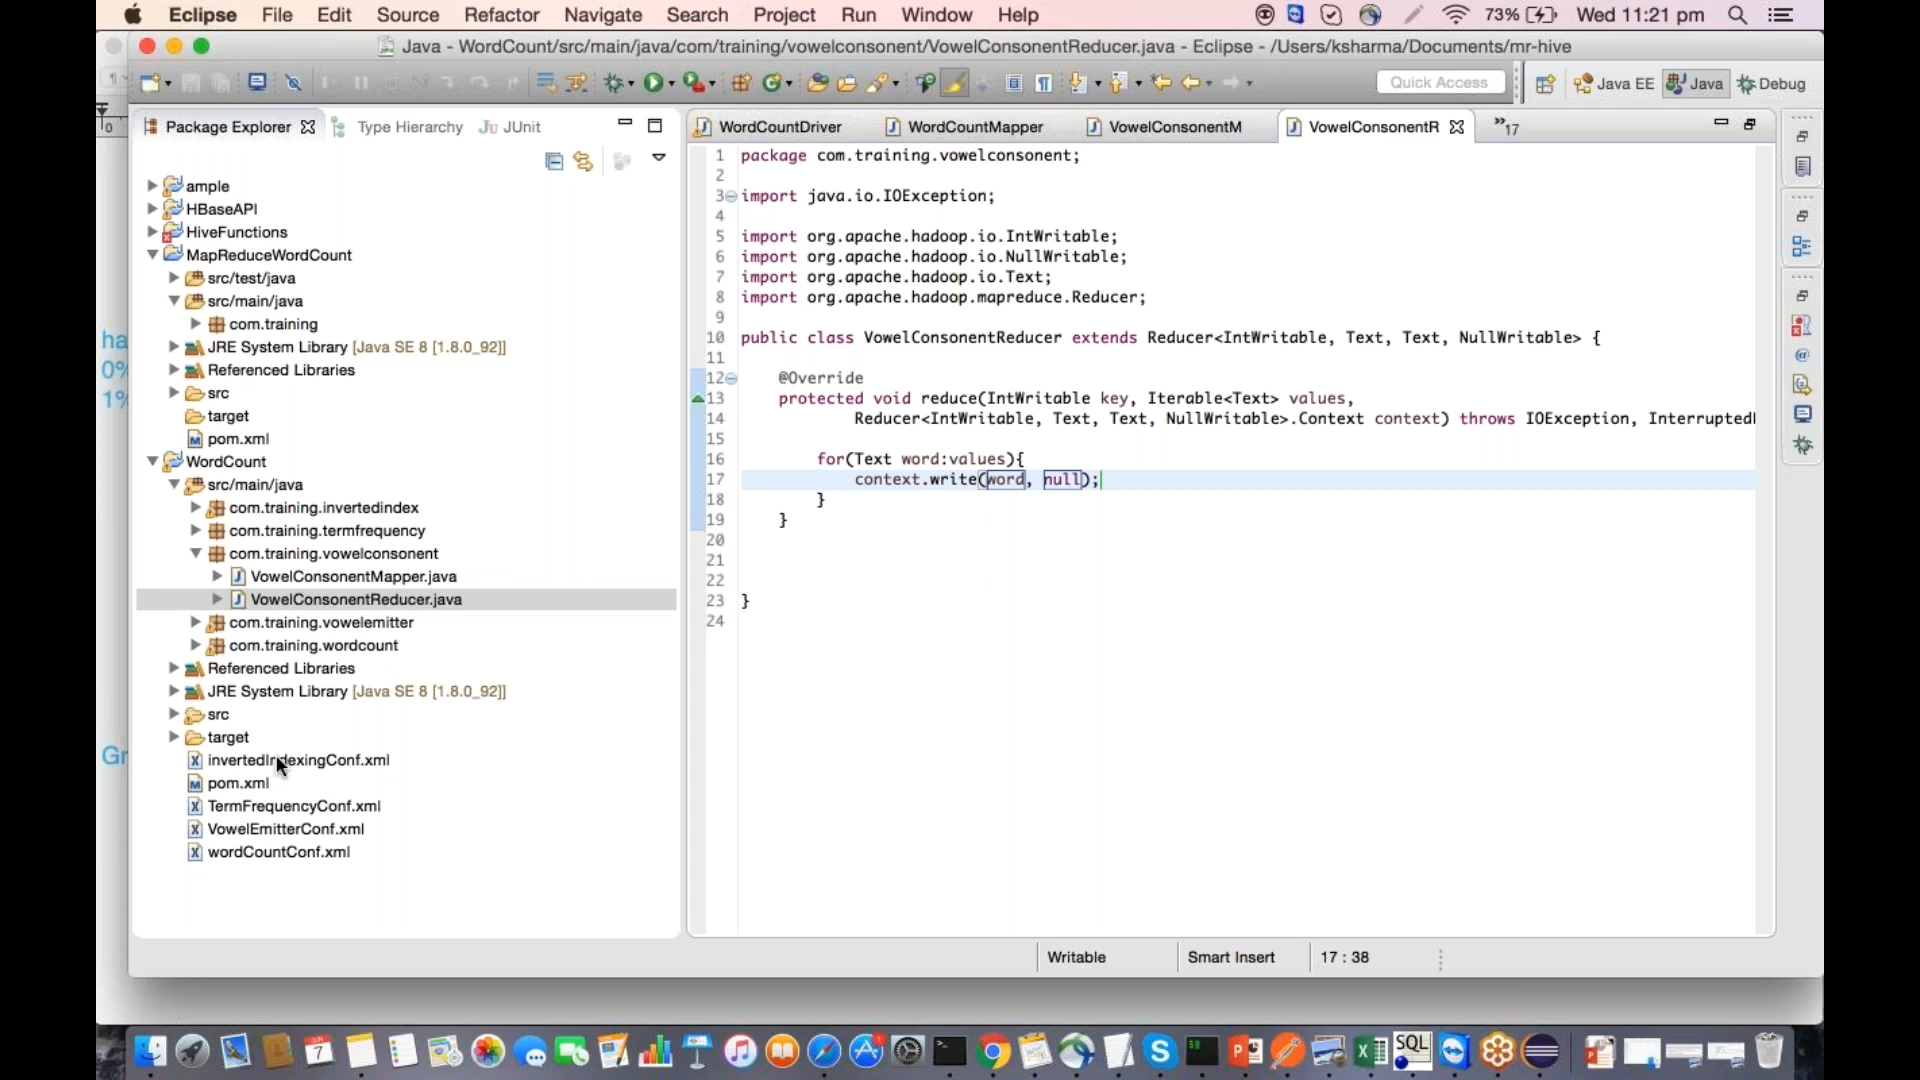 Eclipse File Edit Source Refactor Navigate Search Project Run Window Help 73% Wed 11:21 pm
Java - WordCount/src/main/java/com/training/vowelconsonent/VowelConsonentReducer.java - Eclipse - /Users/ksharma/Documents/mr-hive
Quick Access Java EE Java Debug
Package Explorer Type Hierarchy JUnit
WordCountDriver WordCountMapper VowelConsonentM VowelConsonentR »17
ample
HBaseAPI
HiveFunctions
MapReduceWordCount
src/test/java
src/main/java
com.training
JRE System Library [Java SE 8 [1.8.0_92]]
Referenced Libraries
src
target
pom.xml
WordCount
src/main/java
com.training.invertedindex
com.training.termfrequency
com.training.vowelconsonent
VowelConsonentMapper.java
VowelConsonentReducer.java
com.training.vowelemitter
com.training.wordcount
Referenced Libraries
JRE System Library [Java SE 8 [1.8.0_92]]
src
target
invertedIndexingConf.xml
pom.xml
TermFrequencyConf.xml
VowelEmitterConf.xml
wordCountConf.xml
ha
0%
1%
Gr
1 package com.training.vowelconsonent;
2
3 import java.io.IOException;
4
5 import org.apache.hadoop.io.IntWritable;
6 import org.apache.hadoop.io.NullWritable;
7 import org.apache.hadoop.io.Text;
8 import org.apache.hadoop.mapreduce.Reducer;
9
10 public class VowelConsonentReducer extends Reducer<IntWritable, Text, Text, NullWritable> {
11
12 @Override
13 protected void reduce(IntWritable key, Iterable<Text> values,
14 Reducer<IntWritable, Text, Text, NullWritable>.Context context) throws IOException, Interrupted
15
16 for(Text word:values){
17 context.write(word, null);
18 }
19 }
20
21
22
23 }
24
Writable Smart Insert 17 : 38
7
SQL